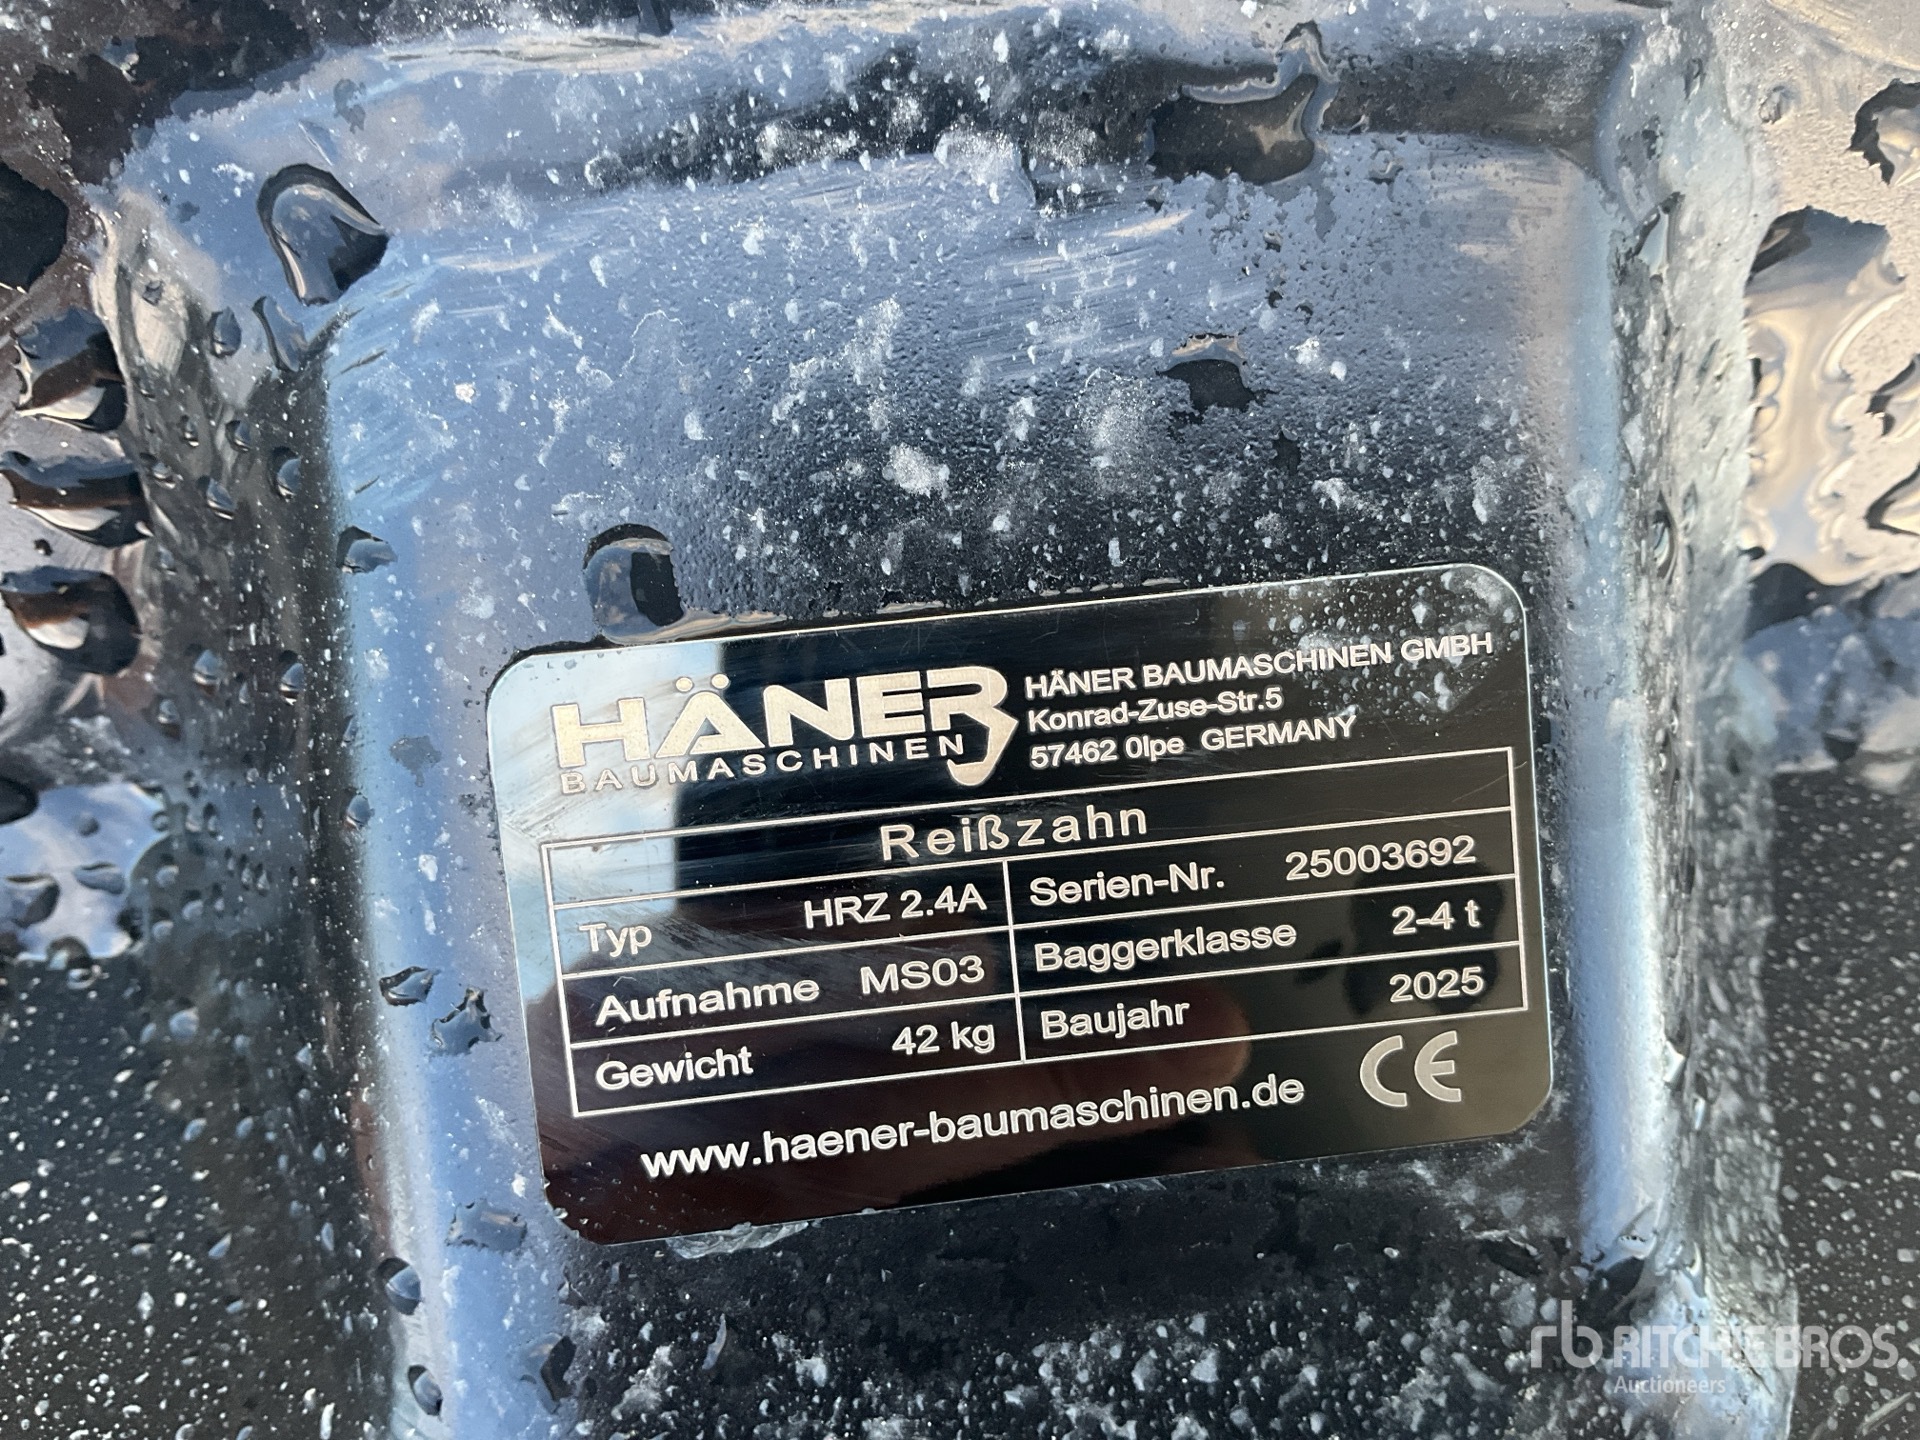 HÄNER
BAUMASCHINEN
HÄNER BAUMASCHINEN GMBH
Konrad-Zuse-Str.5
57462 Olpe GERMANY
Reißzahn
Typ HRZ 2.4A Serien-Nr. 25003692
Aufnahme MS03 Baggerklasse 2-4 t
Gewicht 42 kg Baujahr 2025
www.haener-baumaschinen.de CE
rb RITCHIE BROS.
Auctioneers